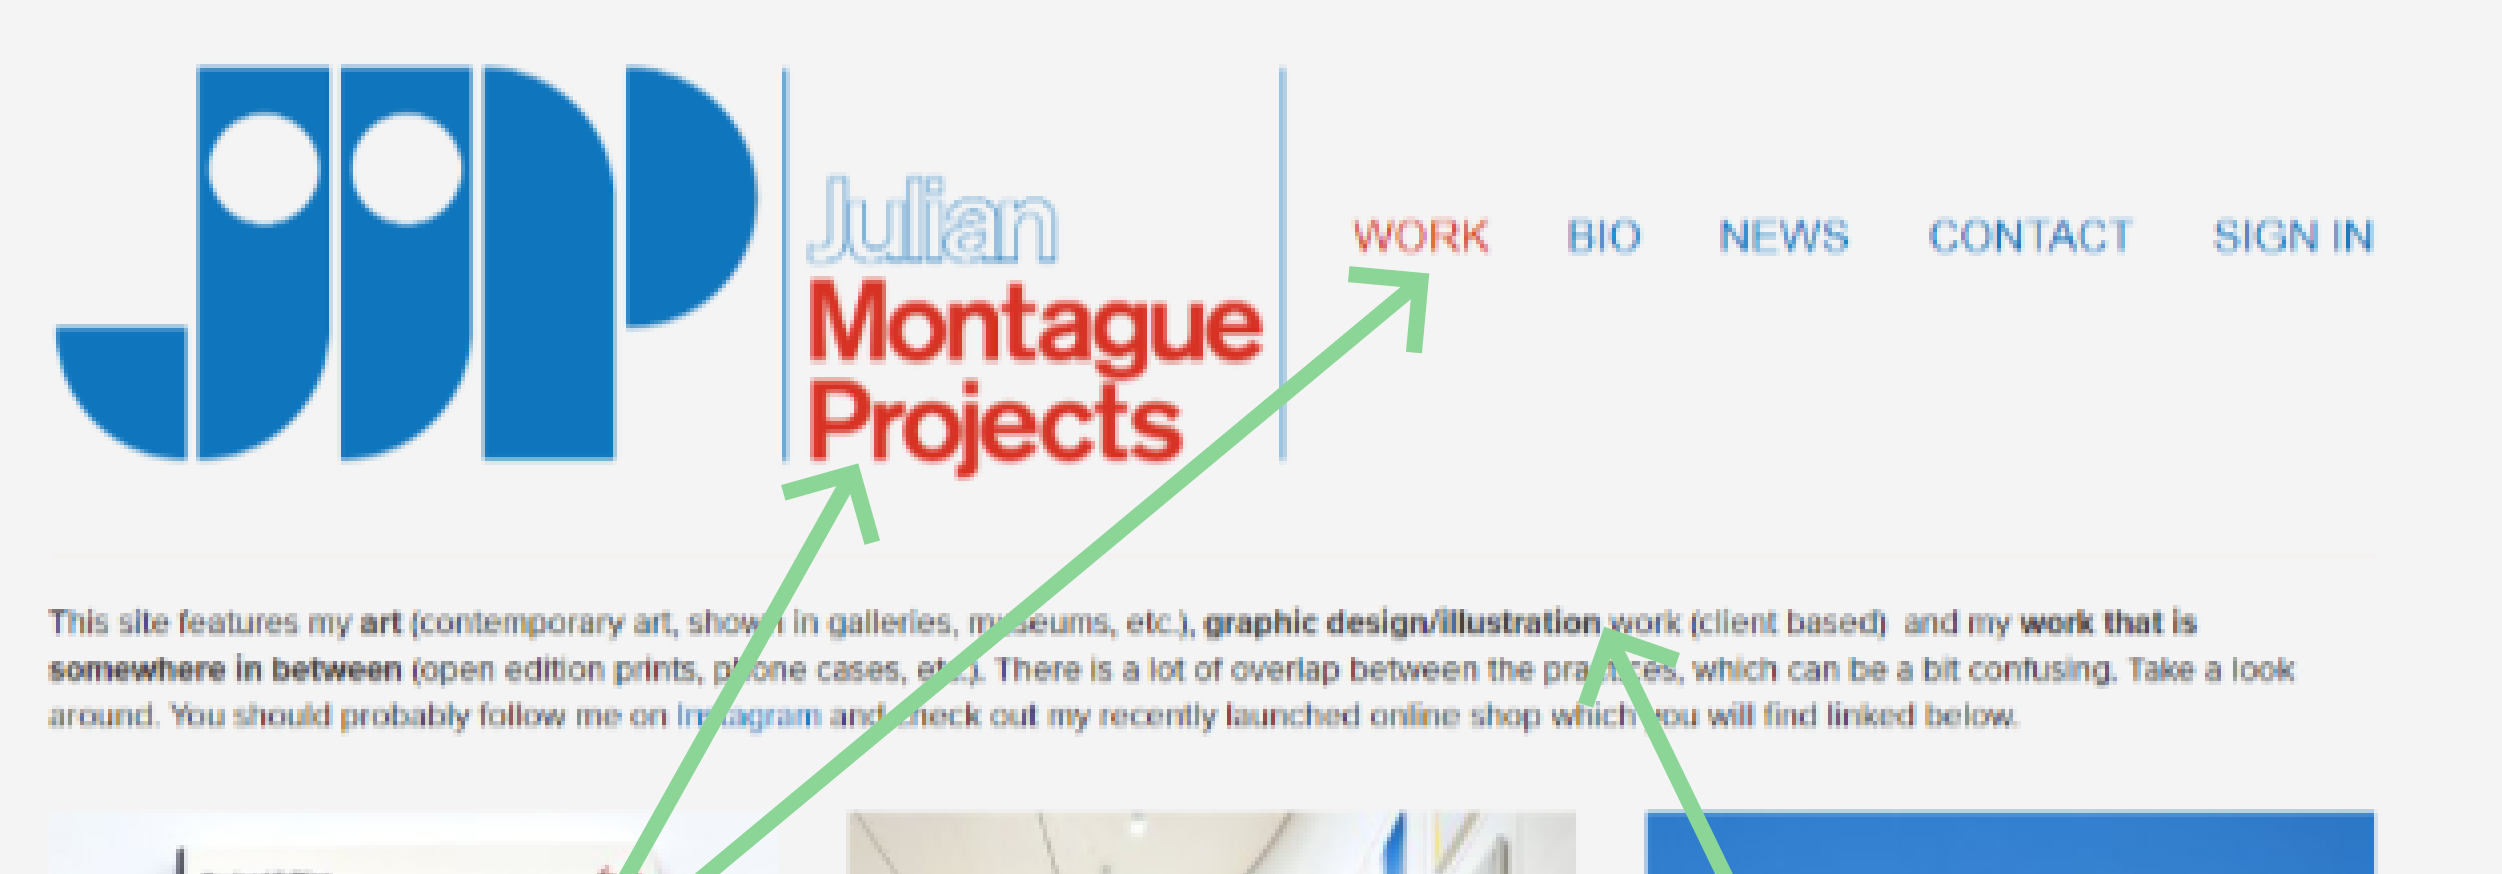 JJP
Julian
Montague
Projects
WORK BIO NEWS CONTACT SIGN IN
This site features my art (contemporary art, shown in galleries, museums, etc.), graphic design/illustration work (client based) and my work that is
somewhere in between (open edition prints, phone cases, etc.). There is a lot of overlap between the practices, which can be a bit confusing. Take a look
around. You should probably follow me on Instagram and check out my recently launched online shop which you will find linked below.